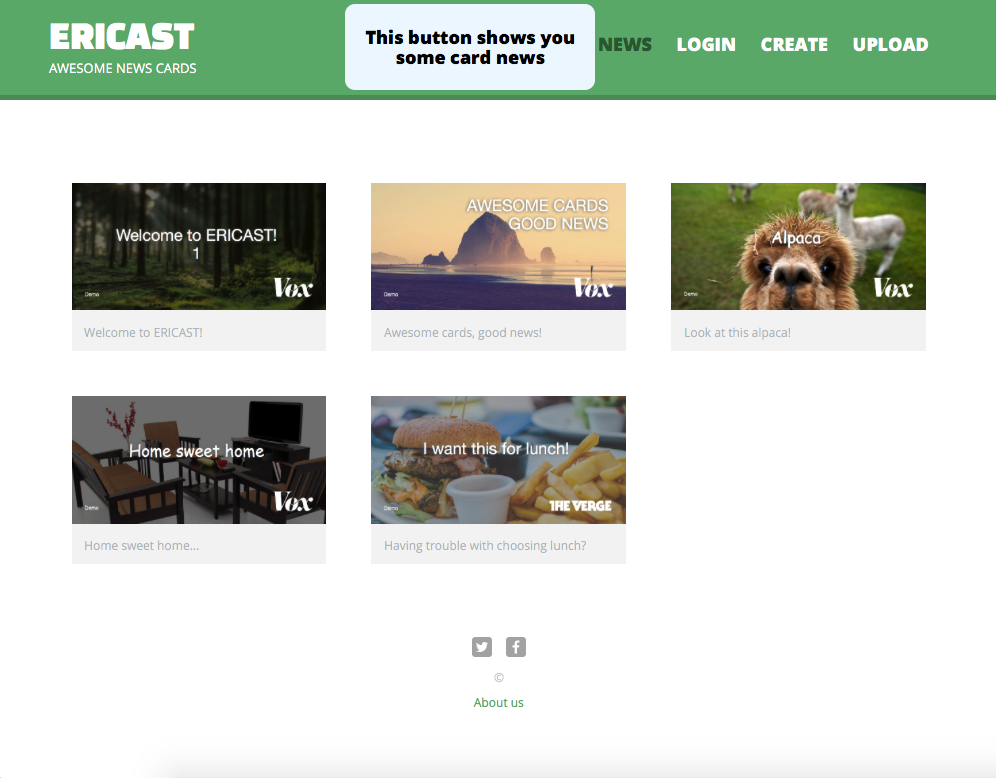 ERICAST
AWESOME NEWS CARDS
This button shows you
some card news
NEWS
LOGIN
CREATE
UPLOAD
Welcome to ERICAST!
1
Demo
Vox
Welcome to ERICAST!
AWESOME CARDS
GOOD NEWS
Demo
Vox
Awesome cards, good news!
Alpaca
Demo
Vox
Look at this alpaca!
Home sweet home
Demo
Vox
Home sweet home...
I want this for lunch!
Demo
THE VERGE
Having trouble with choosing lunch?
©
About us